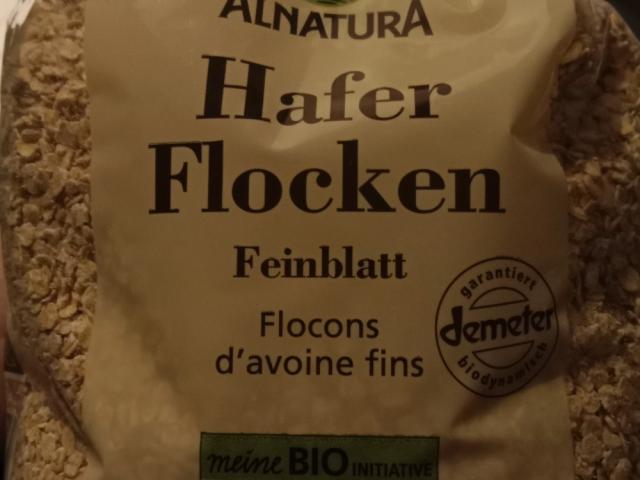 ALNATURA
Hafer
Flocken
Feinblatt
Flocons
d'avoine fins
garantiert
demeter
biodynamisch
meine BIO INITIATIVE